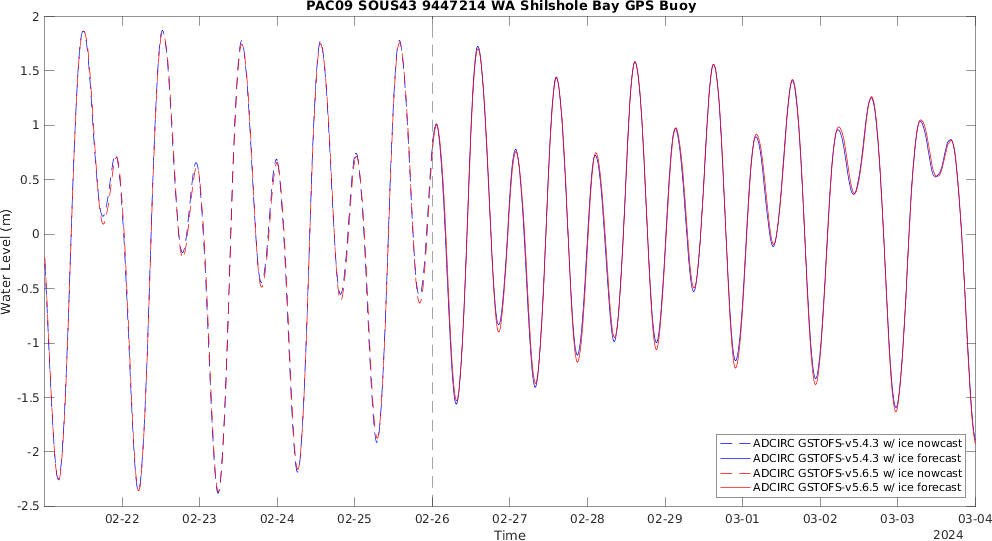 PAC09 SOUS43 9447214 WA Shilshole Bay GPS Buoy
2
1.5
1
0.5
0
-0.5
-1
-1.5
-2
-2.5
Water Level (m)
ADCIRC GSTOFS-v5.4.3 w/ ice nowcast
ADCIRC GSTOFS-v5.4.3 w/ ice forecast
ADCIRC GSTOFS-v5.6.5 w/ ice nowcast
ADCIRC GSTOFS-v5.6.5 w/ ice forecast
02-22 02-23 02-24 02-25 02-26 02-27 02-28 02-29 03-01 03-02 03-03 03-04
Time
2024